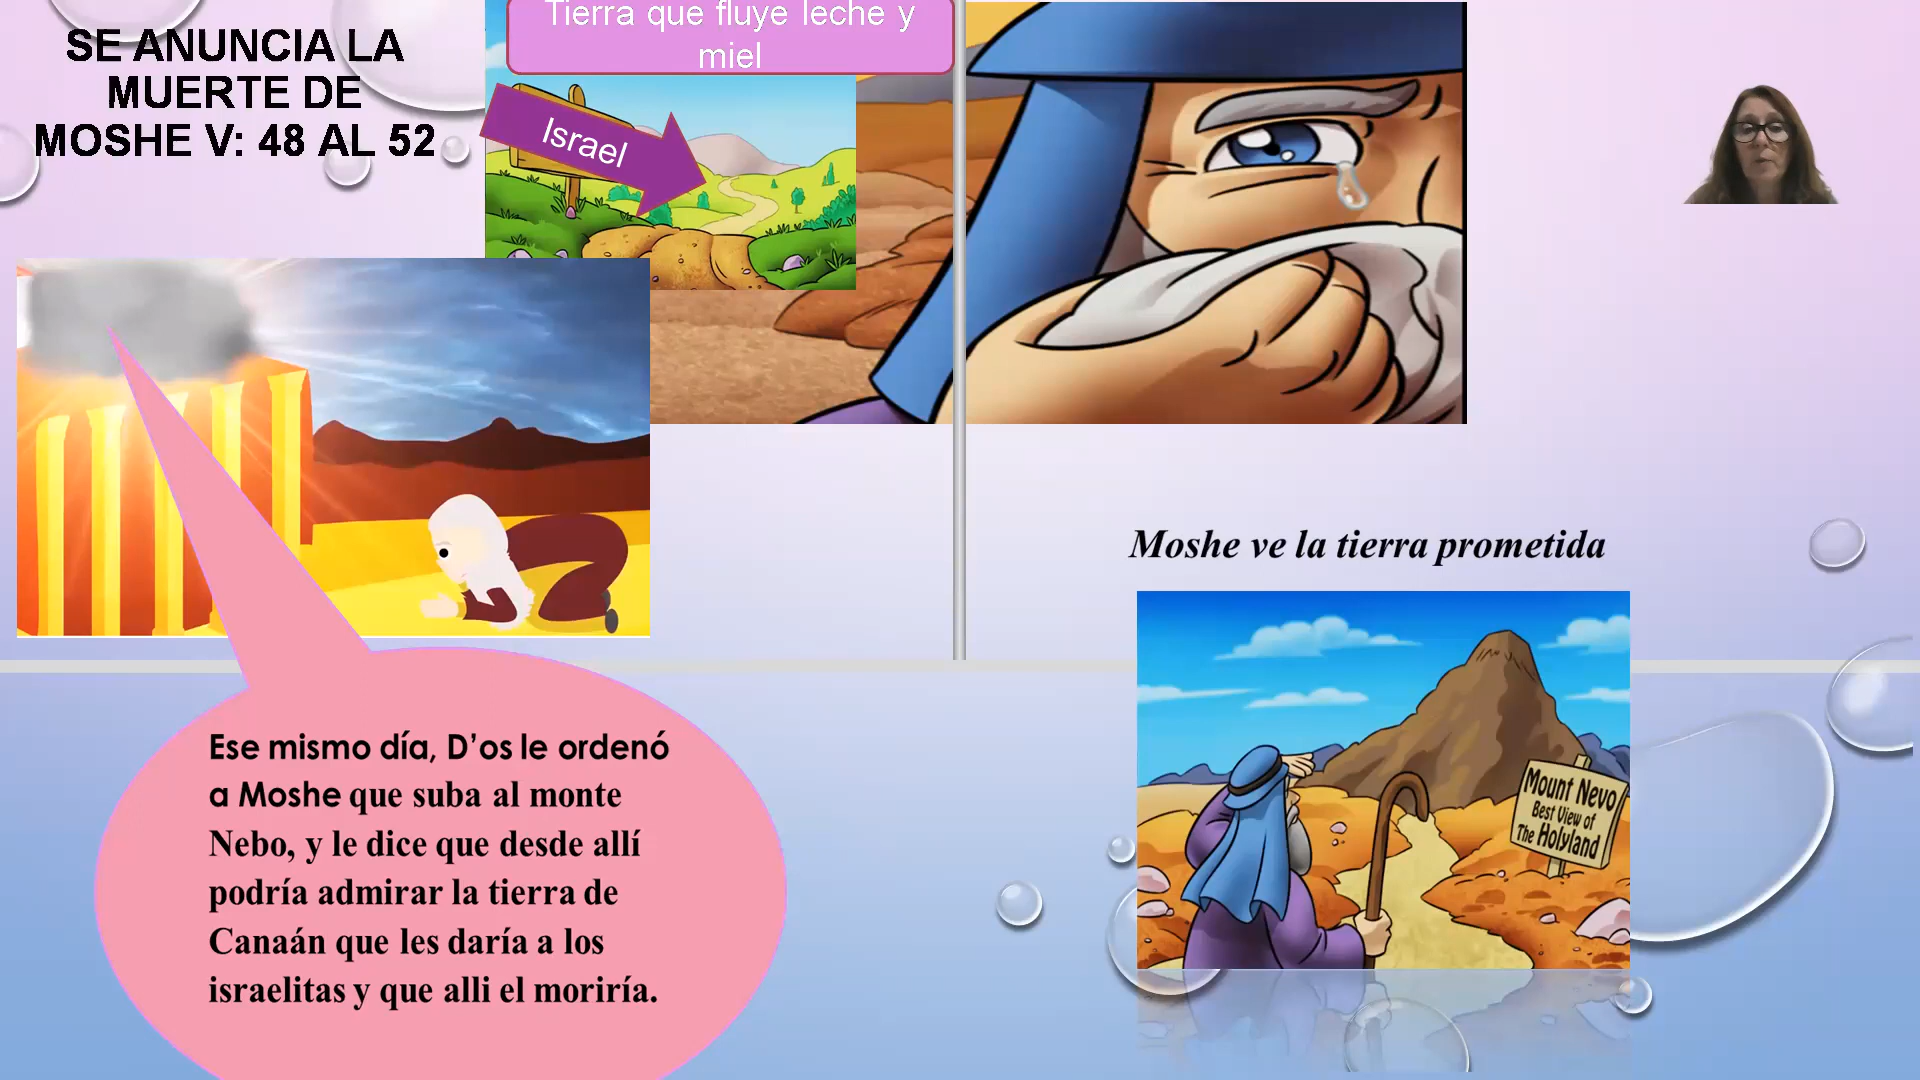 SE ANUNCIA LA
MUERTE DE
MOSHE V: 48 AL 52
Tierra que fluye leche y
miel
Israel
Ese mismo día, D’os le ordenó
a Moshe que suba al monte
Nebo, y le dice que desde allí
podría admirar la tierra de
Canaán que les daría a los
israelitas y que alli el moriría.
Moshe ve la tierra prometida
Mount Nevo
Best View of
The Holyland